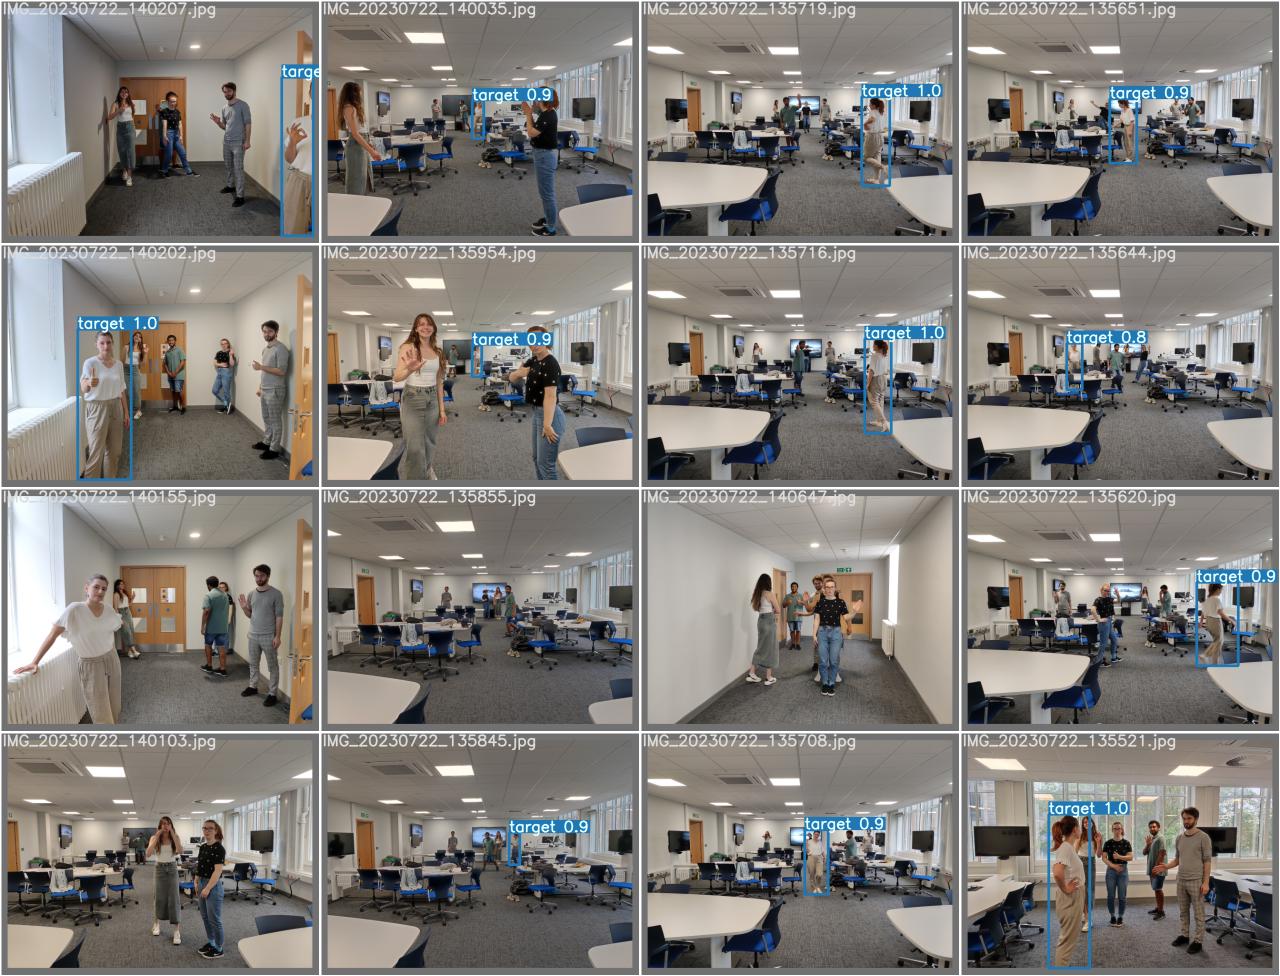 IMG_20230722_140207.jpg
IMG_20230722_140035.jpg
IMG_20230722_135719.jpg
IMG_20230722_135651.jpg
targe
target 0.9
target 1.0
target 0.9
IMG_20230722_140202.jpg
IMG_20230722_135954.jpg
IMG_20230722_135716.jpg
IMG_20230722_135644.jpg
target 1.0
target 0.9
target 1.0
target 0.8
IMG_20230722_140155.jpg
IMG_20230722_135855.jpg
IMG_20230722_140647.jpg
IMG_20230722_135620.jpg
target 0.9
IMG_20230722_140103.jpg
IMG_20230722_135845.jpg
IMG_20230722_135708.jpg
IMG_20230722_135521.jpg
target 0.9
target 0.9
target 1.0